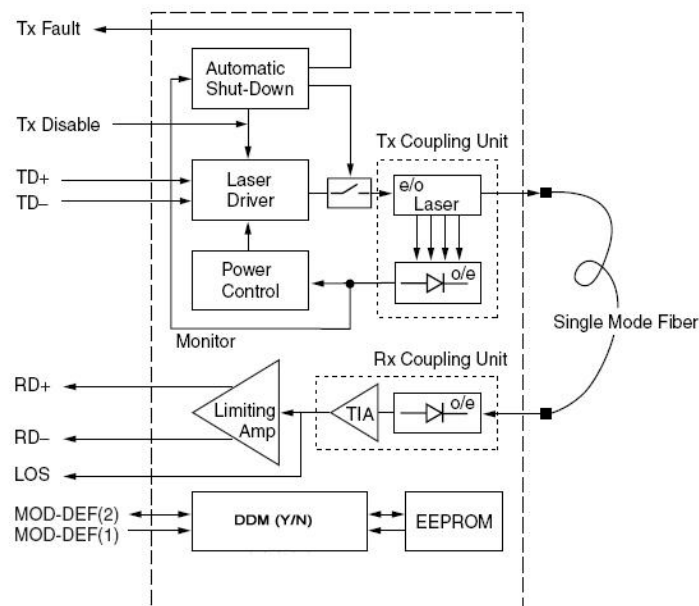 Tx Fault
Automatic
Shut-Down
Tx Disable
Tx Coupling Unit
TD+
TD–
Laser
Driver
e/o
Laser
Power
Control
o/e
Monitor
Single Mode Fiber
Rx Coupling Unit
RD+
RD–
Limiting
Amp
TIA
o/e
LOS
MOD-DEF(2)
MOD-DEF(1)
DDM (Y/N)
EEPROM